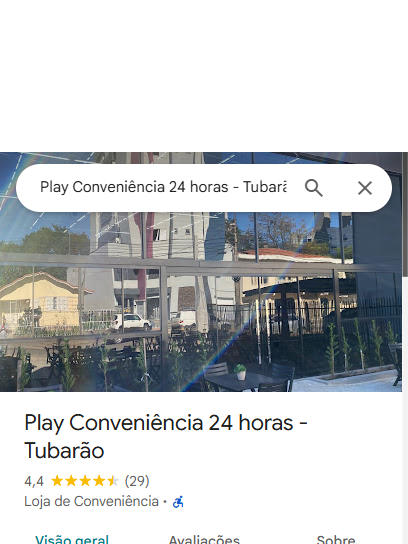 Play Conveniência 24 horas - Tubarã
Play Conveniência 24 horas -
Tubarão
4,4 (29)
Loja de Conveniência ·
Visão geral Avaliações Sobre